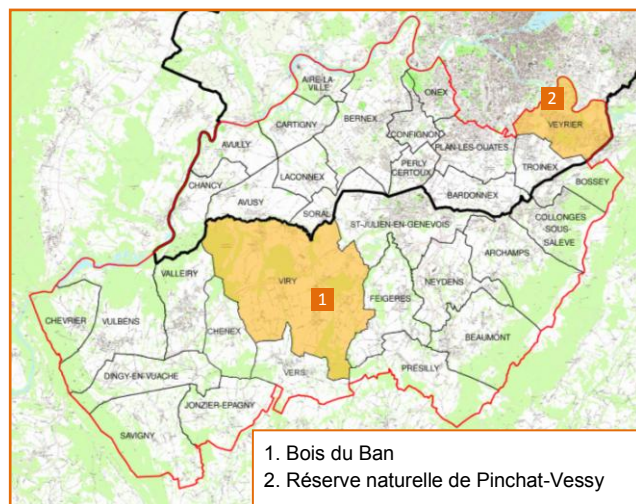 AIRE-LA-
VILLE
ONEX
2
VEYRIER
CARTIGNY
BERNEX
CONFIGNON
AVULLY
PLAN-LES-OUATES
PERLY
CERTOUX
TROINEX
LACONNEX
CHANCY
BARDONNEX
BOSSEY
AVUSY
SORAL
ST-JULIEN-EN-GENEVOIS
COLLONGES
SOUS-
SALEVE
ARCHAMPS
VALLEIRY
VIRY
1
FEIGERES
NEYDENS
CHEVRIER
VULBENS
CHENEX
BEAUMONT
VERS
PRESILLY
DINGY-EN-VUACHE
JONZIER-EPAGNY
SAVIGNY
1. Bois du Ban
2. Réserve naturelle de Pinchat-Vessy